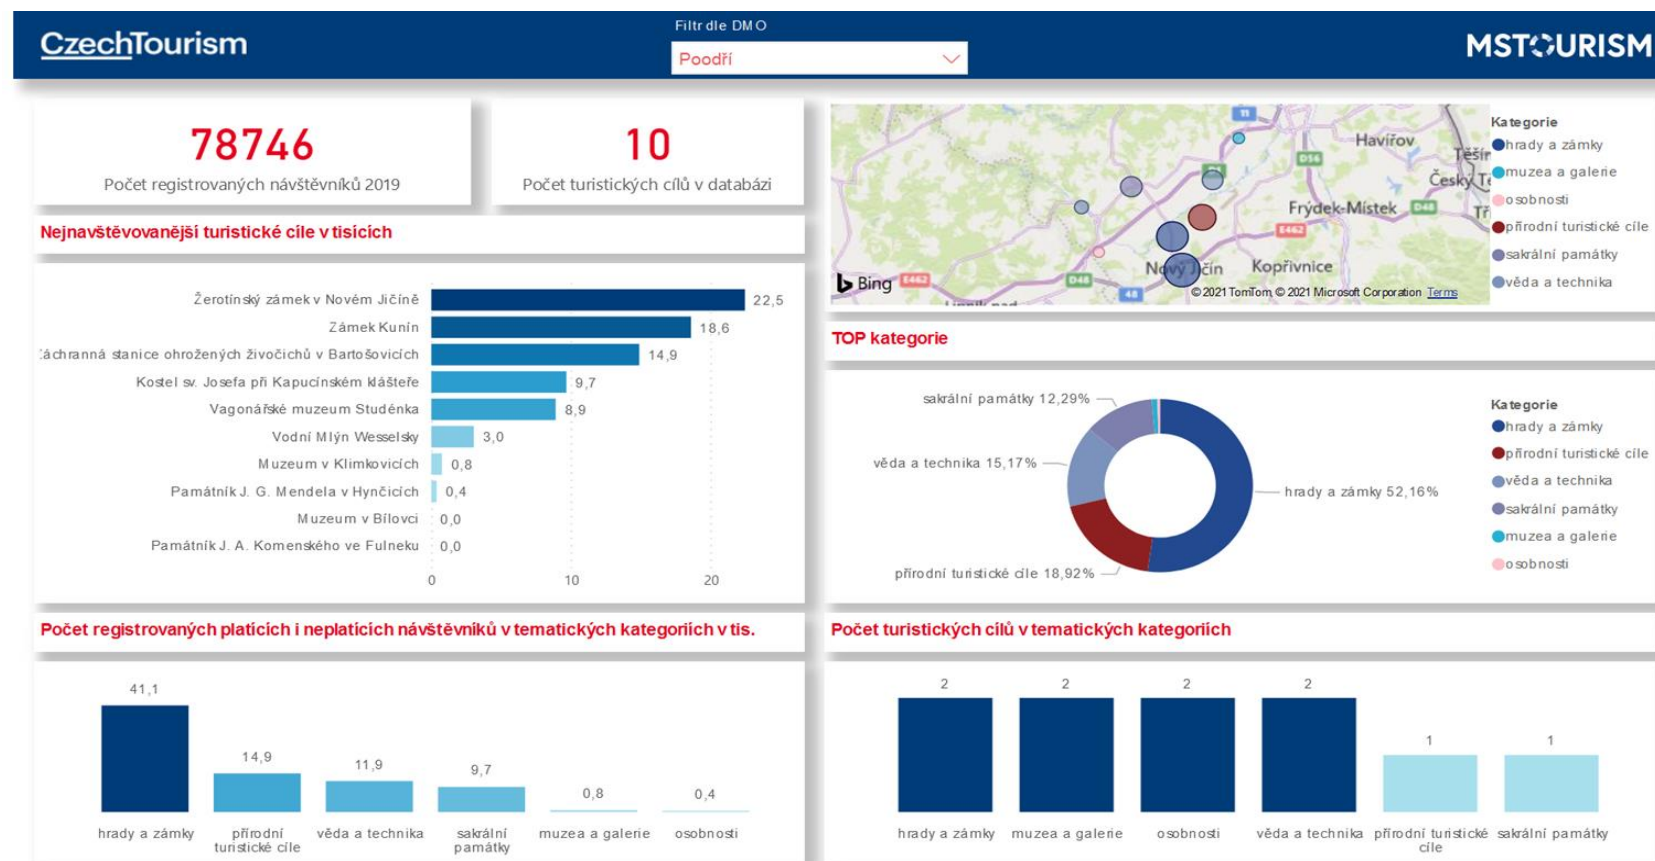 CzechTourism
Filtr dle DMO
Poodří
MSTOURISM
78746
Počet registrovaných návštěvníků 2019
10
Počet turistických cílů v databázi
Nejnavštěvovanější turistické cíle v tisících
Žerotínský zámek v Novém Jičíně 22,5
Zámek Kunín 18,6
áchranná stanice ohrožených živočichů v Bartošovicích 14,9
Kostel sv. Josefa při Kapucínském klášteře 9,7
Vagonářské muzeum Studénka 8,9
Vodní Mlýn Wesselsky 3,0
Muzeum v Klimkovicích 0,8
Památník J. G. Mendela v Hynčicích 0,4
Muzeum v Bílovci 0,0
Památník J. A. Komenského ve Fulneku 0,0
0 10 20
11
Havířov
D56
Těšín
D1
Český Tě
Frýdek-Místek D48 Tř
E462
Nový Jičín Kopřivnice
D48
Bing E462 48
© 2021 TomTom, © 2021 Microsoft Corporation Terms
Kategorie
hrady a zámky
muzea a galerie
osobnosti
přírodní turistické cíle
sakrální památky
věda a technika
TOP kategorie
sakrální památky 12,29%
věda a technika 15,17%
hrady a zámky 52,16%
přírodní turistické cíle 18,92%
Kategorie
hrady a zámky
přírodní turistické cíle
věda a technika
sakrální památky
muzea a galerie
osobnosti
Počet registrovaných platících i neplatících návštěvníků v tematických kategoriích v tis.
41,1
14,9
11,9
9,7
0,8
0,4
hrady a zámky
přírodní
turistické cíle
věda a technika
sakrální
památky
muzea a galerie
osobnosti
Počet turistických cílů v tematických kategoriích
2 2 2 2 1 1
hrady a zámky
muzea a galerie
osobnosti
věda a technika
přírodní turistické
cíle
sakrální památky